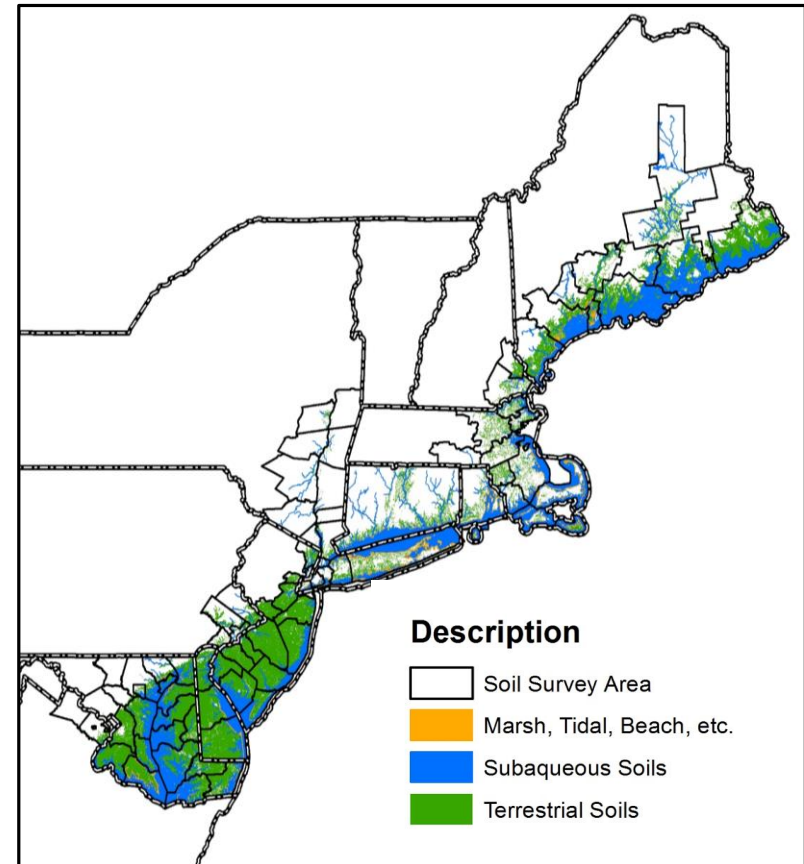 Description
Soil Survey Area
Marsh, Tidal, Beach, etc.
Subaqueous Soils
Terrestrial Soils